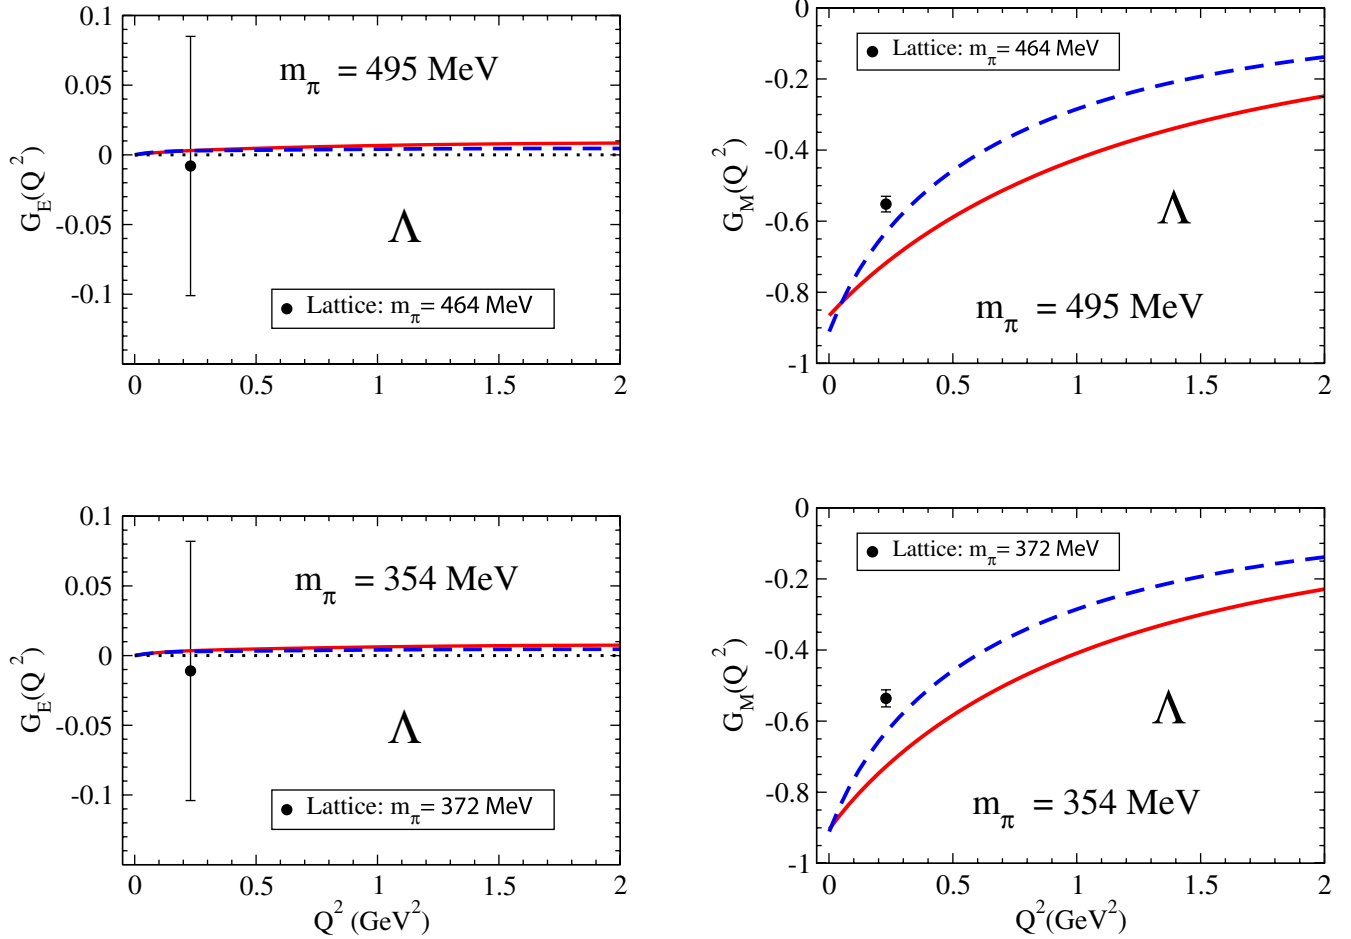 0.1
0.05
0
-0.05
-0.1
G_E(Q^2)
m_π = 495 MeV
Λ
Lattice: m_π= 464 MeV
0 0.5 1 1.5 2
0
-0.2
-0.4
-0.6
-0.8
-1
G_M(Q^2)
Lattice: m_π= 464 MeV
Λ
m_π = 495 MeV
0 0.5 1 1.5 2
0.1
0.05
0
-0.05
-0.1
G_E(Q^2)
m_π = 354 MeV
Λ
Lattice: m_π= 372 MeV
0 0.5 1 1.5 2
Q^2 (GeV^2)
0
-0.2
-0.4
-0.6
-0.8
-1
G_M(Q^2)
Lattice: m_π= 372 MeV
Λ
m_π = 354 MeV
0 0.5 1 1.5 2
Q^2(GeV^2)